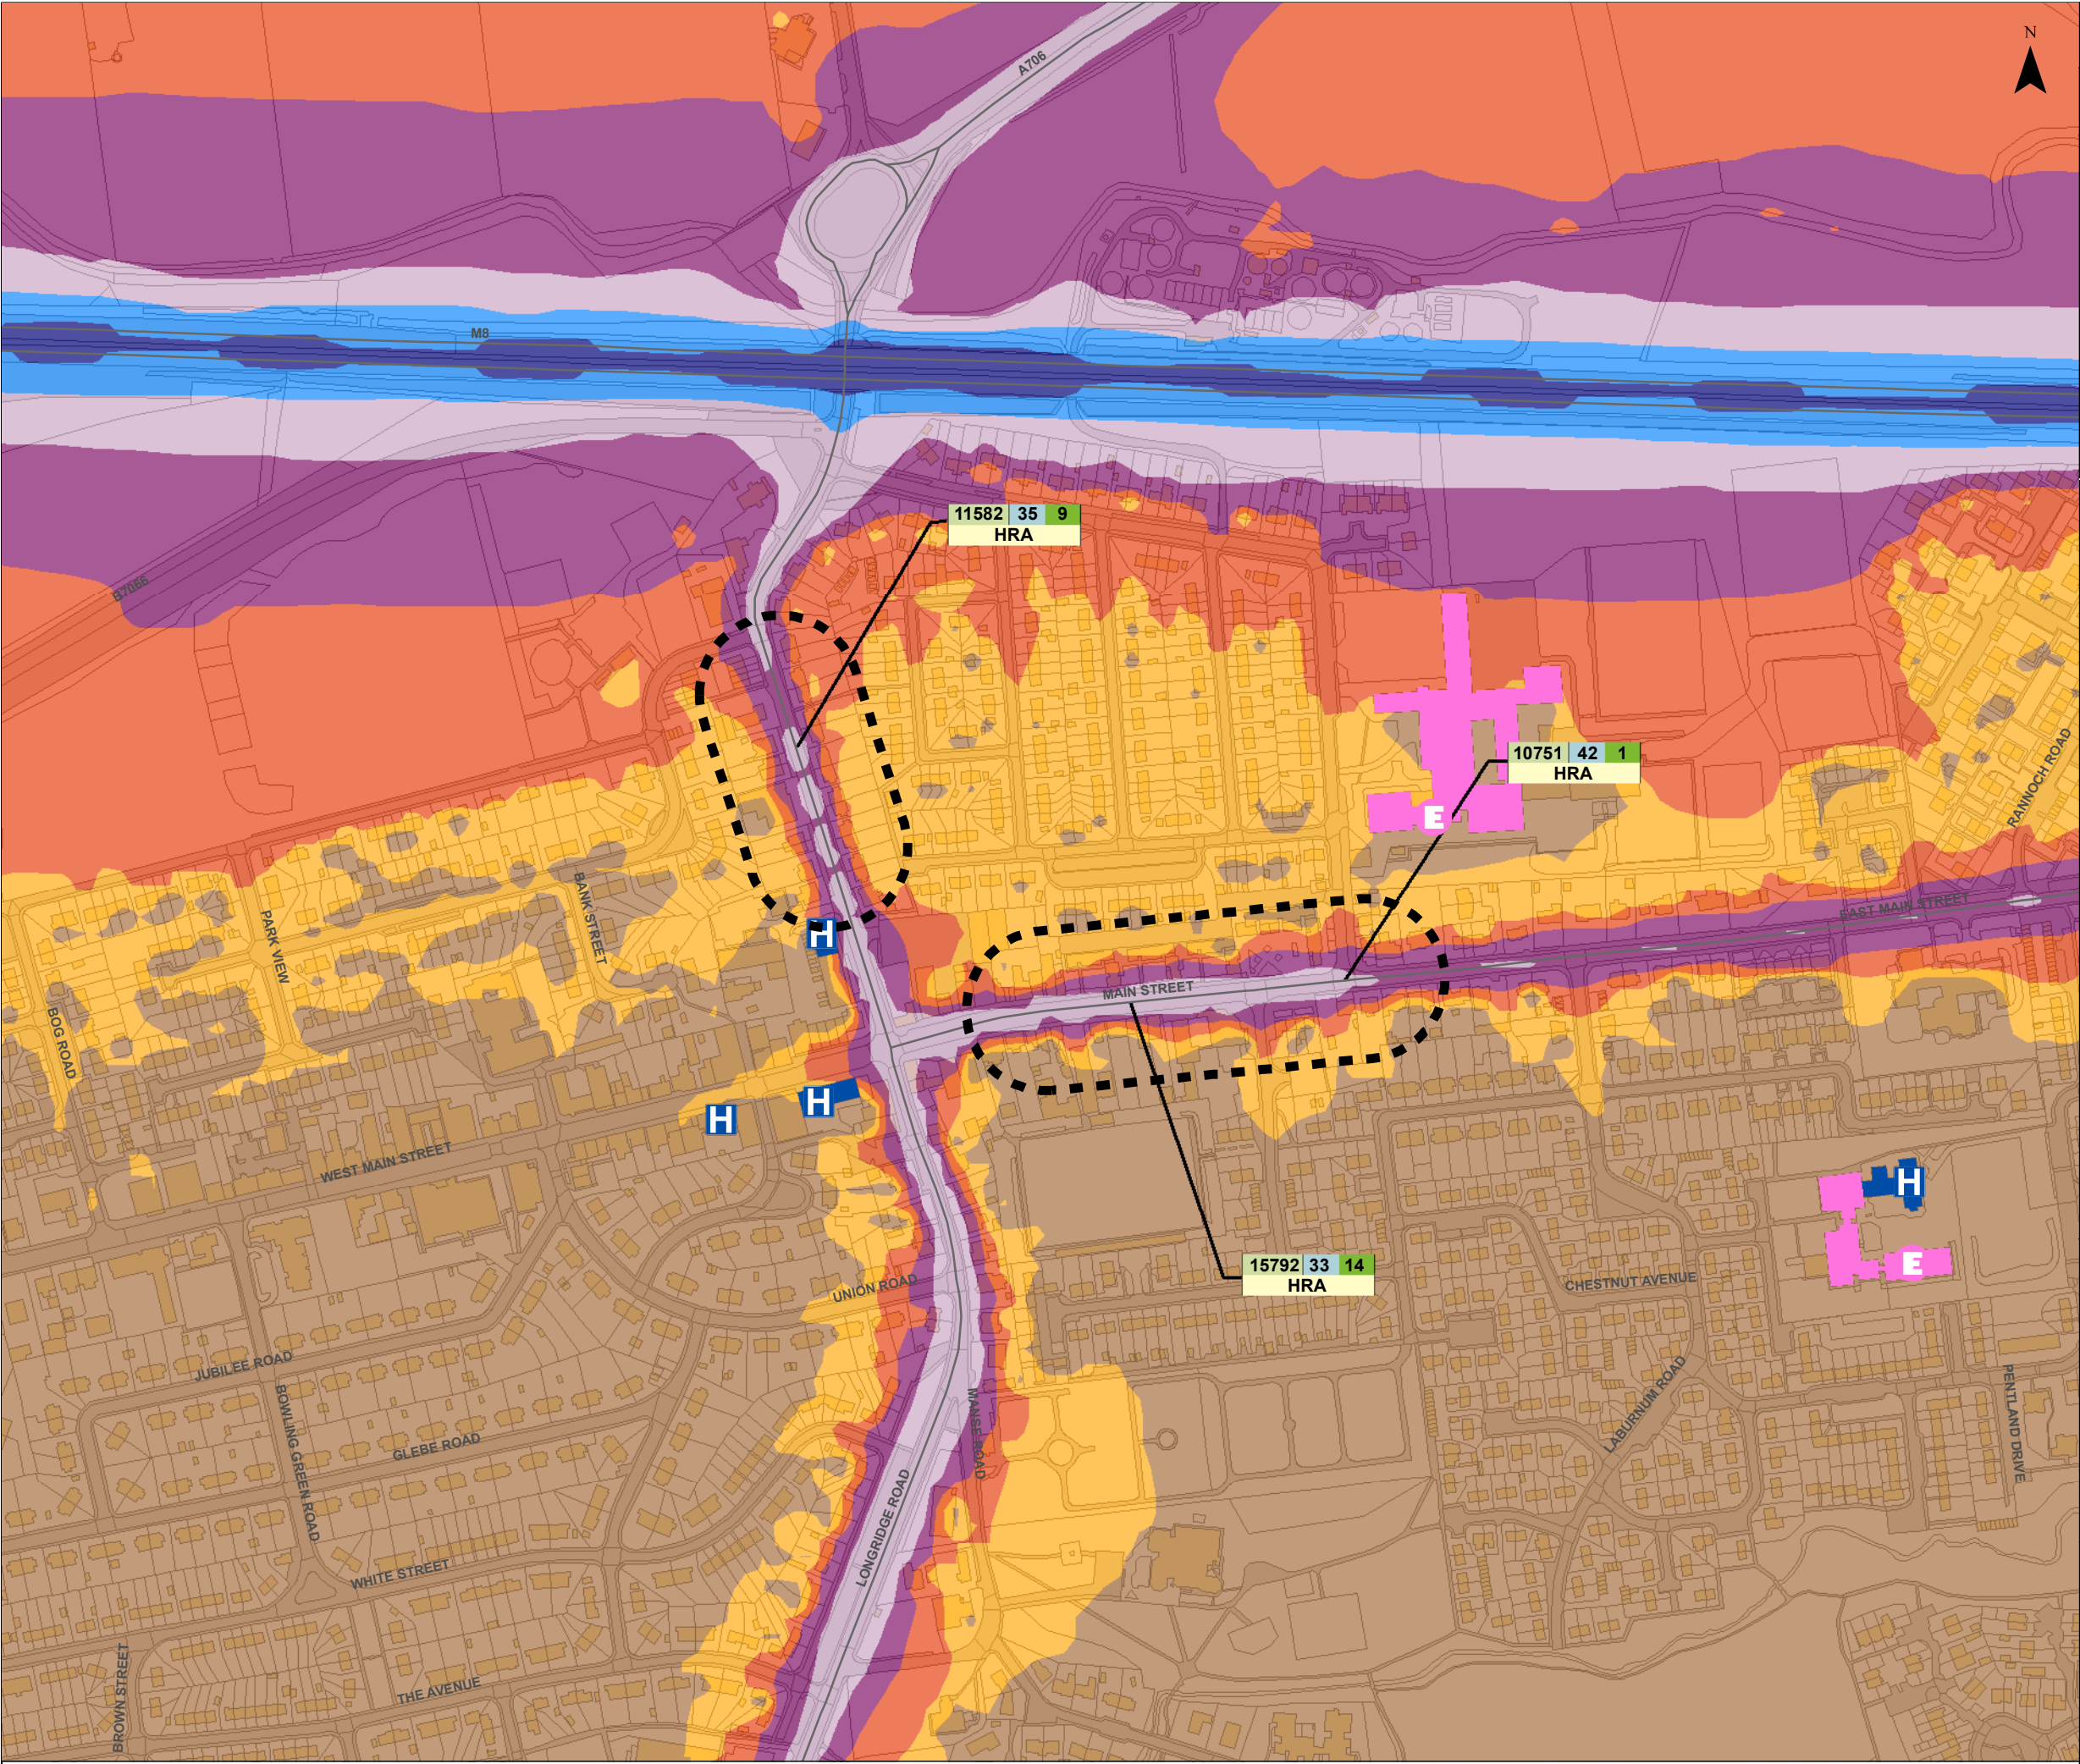 N
A706
M8
11582 35 9
HRA
B7066
10751 42 1
HRA
RANNOCH ROAD
E
BANK STREET
PARK VIEW
EAST MAIN STREET
H
MAIN STREET
BOG ROAD
H
H
WEST MAIN STREET
H
E
15792 33 14
HRA
UNION ROAD
CHESTNUT AVENUE
JUBILEE ROAD
BOWLING GREEN ROAD
MANSE ROAD
LABURNUM ROAD
PENTLAND DRIVE
GLEBE ROAD
LONGRIDGE ROAD
WHITE STREET
BROWN STREET
THE AVENUE